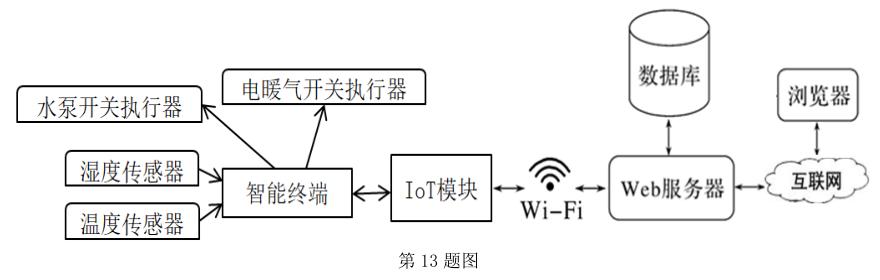 数据库
浏览器
电暖气开关执行器
水泵开关执行器
湿度传感器
智能终端
IoT模块
Wi-Fi
Web服务器
互联网
温度传感器
第13题图